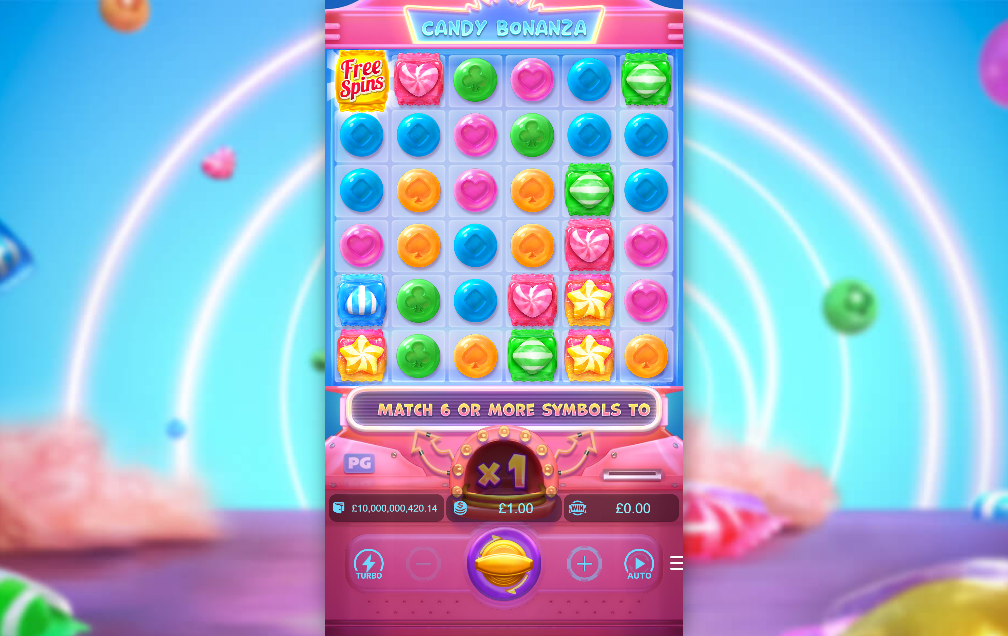 CANDY BONANZA
Free
Spins
MATCH 6 OR MORE SYMBOLS TO
PG
x1
£10,000,000,420.14
£1.00
WIN
£0.00
TURBO
AUTO